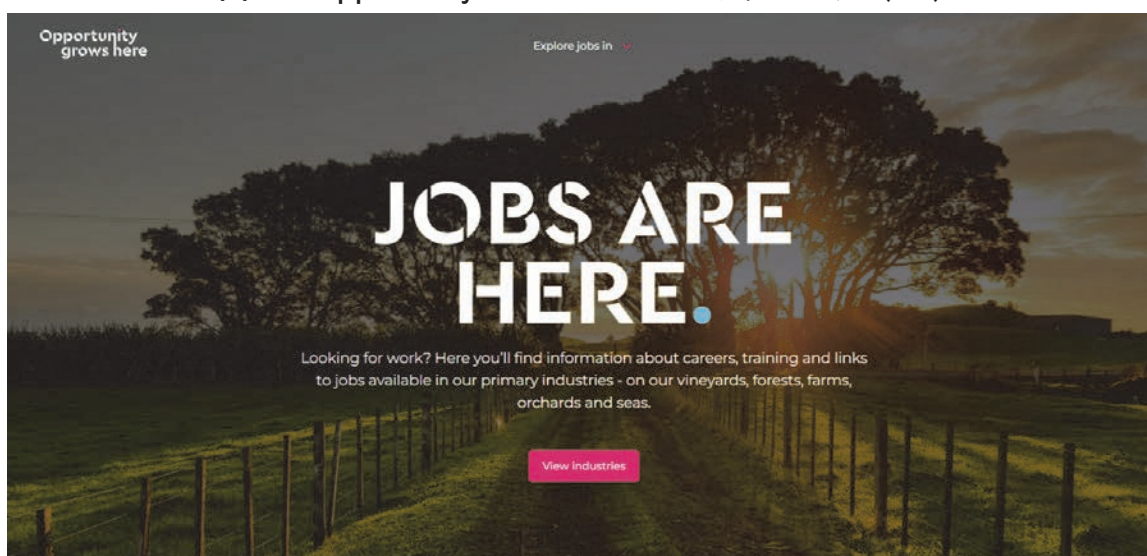 Opportunity
grows here
Explore jobs in
JOBS ARE
HERE.
Looking for work? Here you'll find information about careers, training and links
to jobs available in our primary industries - on our vineyards, forests, farms,
orchards and seas.
View industries